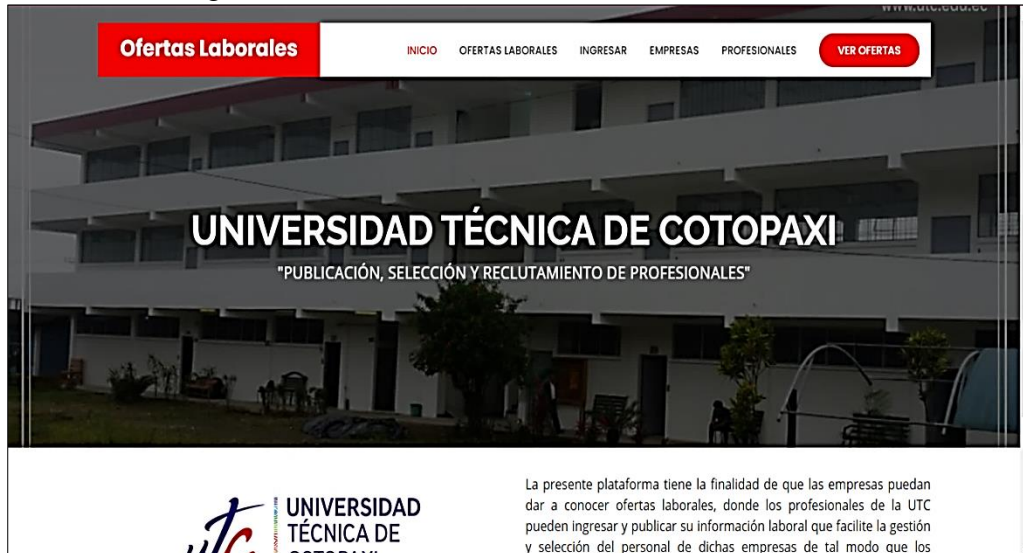 www.utc.edu.ec
Ofertas Laborales
INICIO OFERTAS LABORALES INGRESAR EMPRESAS PROFESIONALES VER OFERTAS
UNIVERSIDAD TÉCNICA DE COTOPAXI
"PUBLICACIÓN, SELECCIÓN Y RECLUTAMIENTO DE PROFESIONALES"
utc
UNIVERSIDAD
TÉCNICA DE
COTOPAXI
La presente plataforma tiene la finalidad de que las empresas puedan
dar a conocer ofertas laborales, donde los profesionales de la UTC
pueden ingresar y publicar su información laboral que facilite la gestión
y selección del personal de dichas empresas de tal modo que los